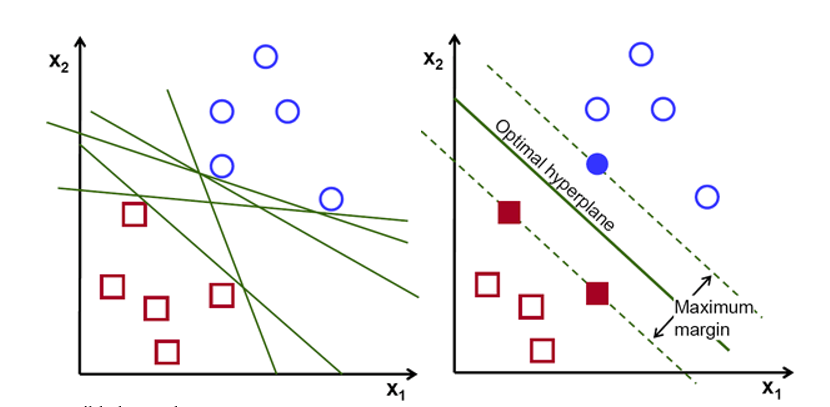 x₂
x₁
x₂
Optimal hyperplane
Maximum
margin
x₁